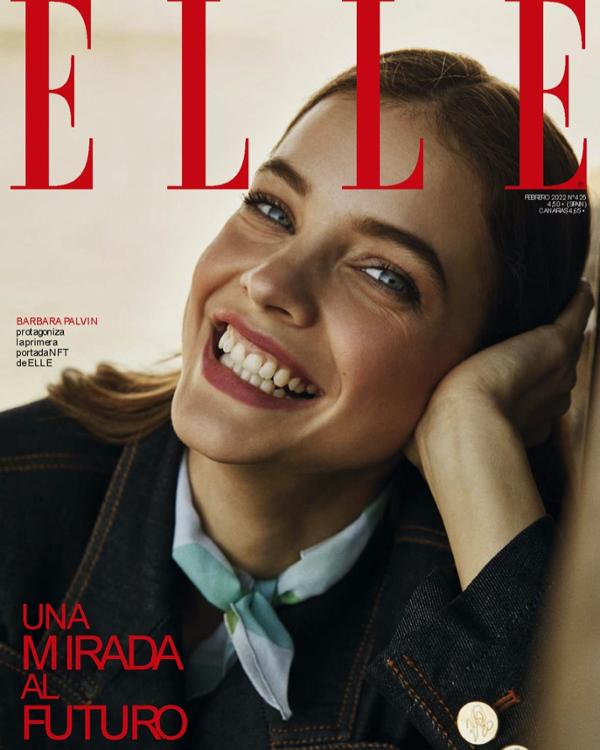 ELLE
FEBRERO 2022 Nº425
4,50 € (SPAIN)
CANARIAS 4,65 €
BARBARA PALVIN
protagoniza
la primera
portada NFT
de ELLE
UNA
MIRADA
AL
FUTURO